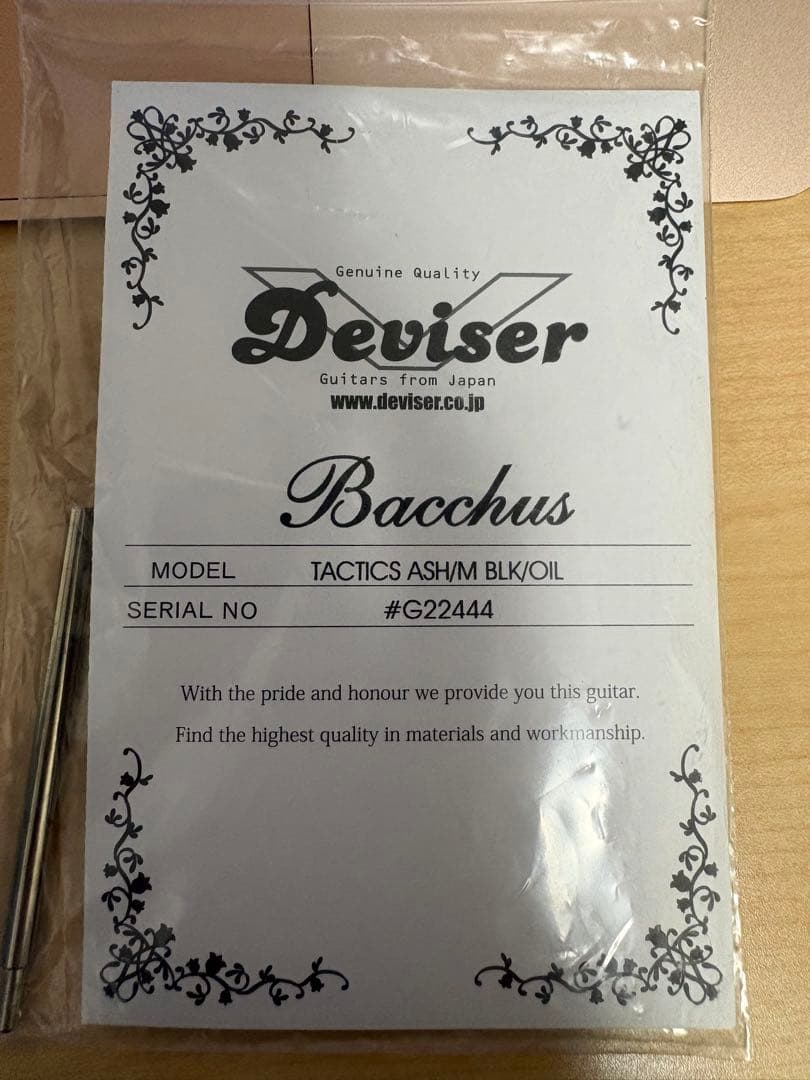 Genuine Quality
Deviser
Guitars from Japan
www.deviser.co.jp
Bacchus
MODEL TACTICS ASH/M BLK/OIL
SERIAL NO #G22444
With the pride and honour we provide you this guitar.
Find the highest quality in materials and workmanship.